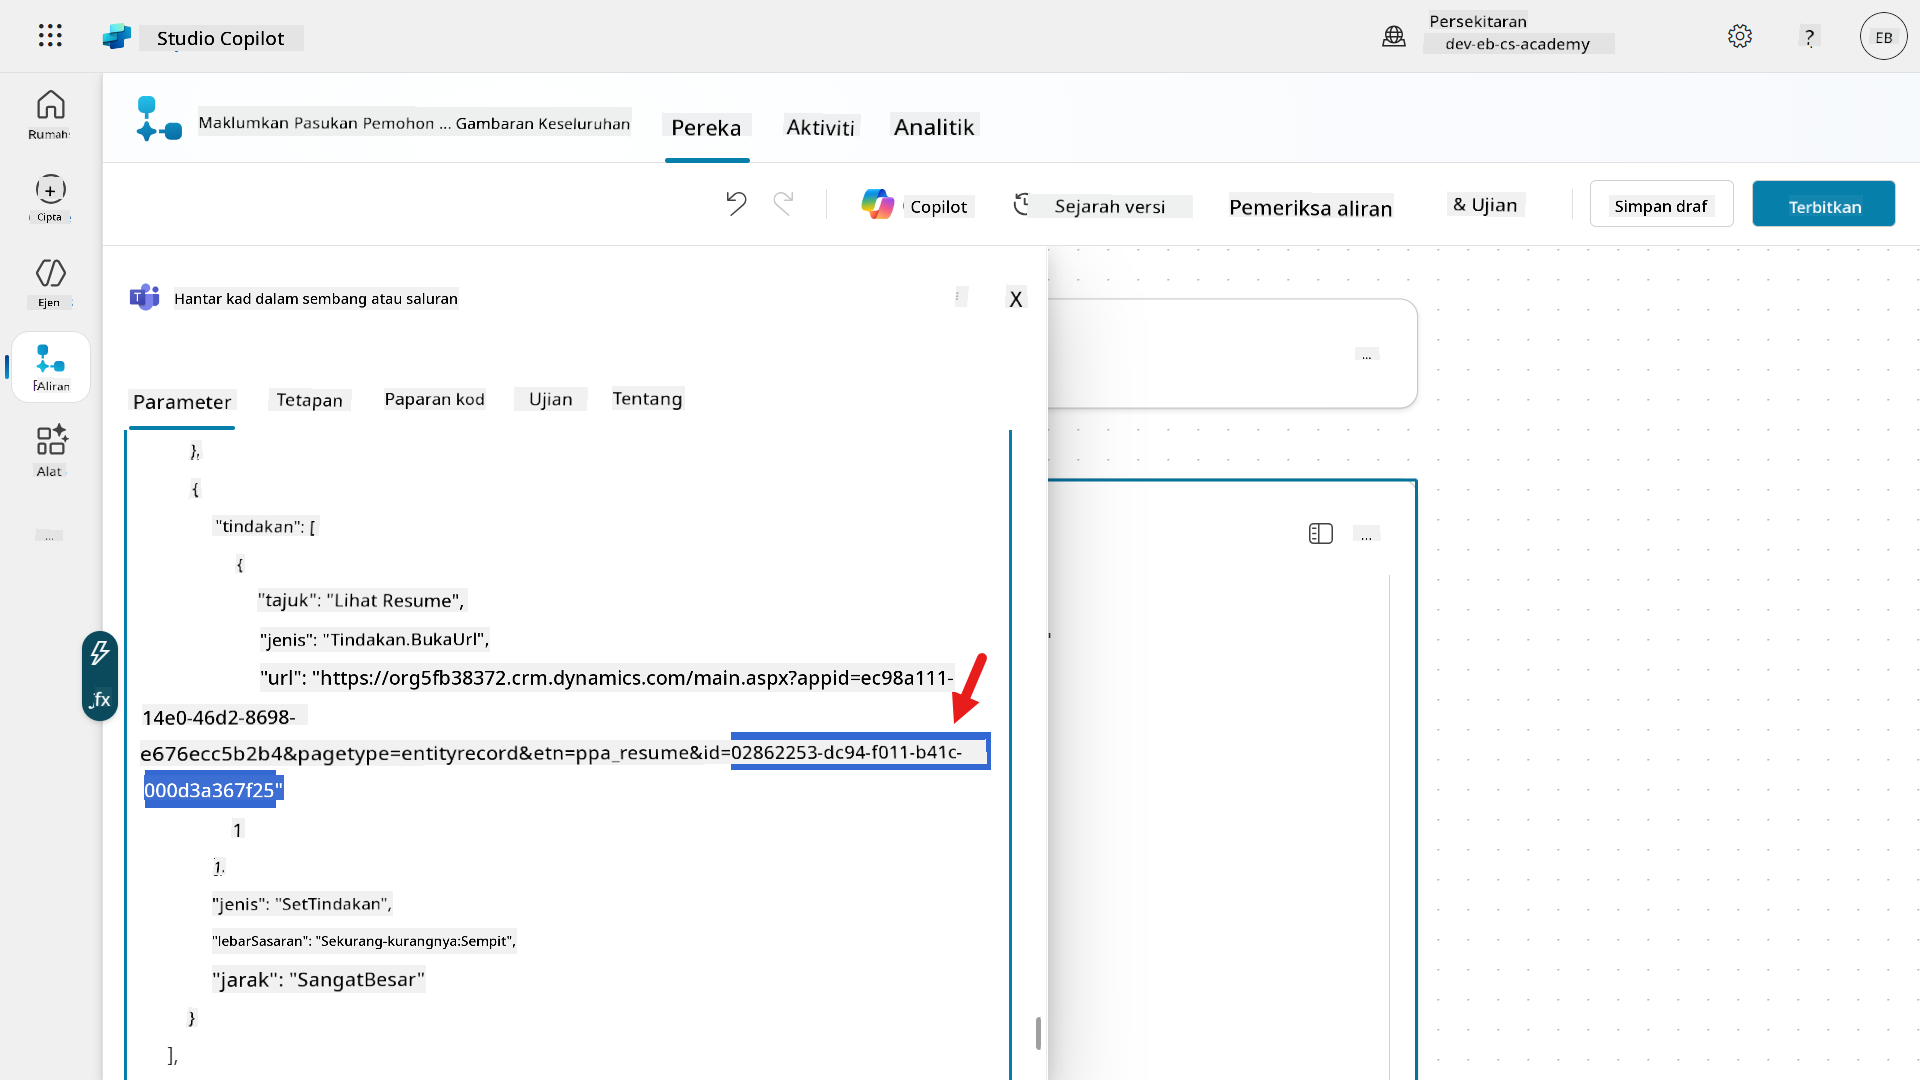 Studio Copilot
Persekitaran
dev-eb-cs-academy
?
EB
Rumah
Cipta
Ejen
Aliran
Alat
...
Maklumkan Pasukan Pemohon ... Gambaran Keseluruhan
Pereka
Aktiviti
Analitik
Copilot
Sejarah versi
Pemeriksa aliran
& Ujian
Simpan draf
Terbitkan
Hantar kad dalam sembang atau saluran
X
Parameter
Tetapan
Paparan kod
Ujian
Tentang
},
{
"tindakan": [
{
"tajuk": "Lihat Resume",
"jenis": "Tindakan.BukaUrl",
"url": "https://org5fb38372.crm.dynamics.com/main.aspx?appid=ec98a111-
14e0-46d2-8698-
e676ecc5b2b4&pagetype=entityrecord&etn=ppa_resume&id=02862253-dc94-f011-b41c-
000d3a367f25"
1
1.
"jenis": "SetTindakan",
"lebarSasaran": "Sekurang-kurangnya:Sempit",
"jarak": "SangatBesar"
}
],
fx
...
...